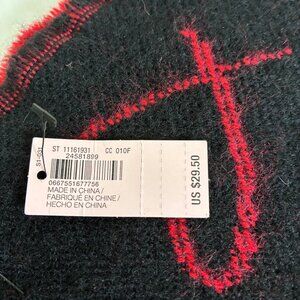 ST 11161931 CC 010F
24581899
0667551677756
MADE IN CHINA/
FABRIQUÉ EN CHINE/
HECHO EN CHINA
US $29.50